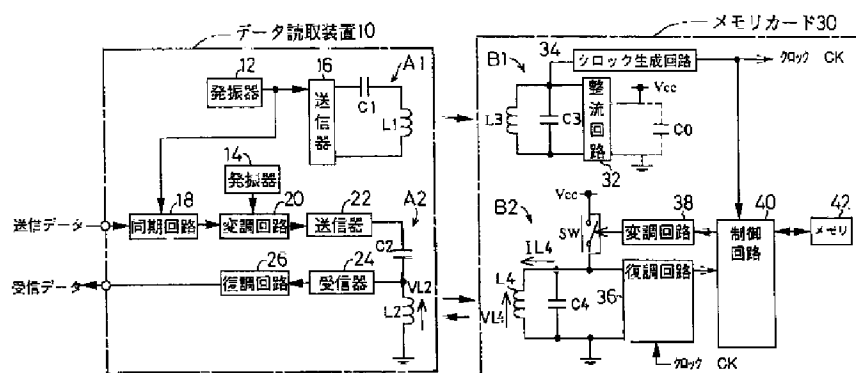 データ読取装置10
メモリカード30
12
発振器
16
送信器
C1
A1
L1
14
発振器
送信データ
同期回路
18
変調回路
20
送信器
22
A2
C2
受信データ
復調回路
26
受信器
24
VL2
L2
B1
34
クロック生成回路
クロック CK
L3
C3
整流回路
32
Vcc
C0
B2
Vcc
SW
変調回路
38
制御回路
40
メモリ
42
IL4
L4
VL4
C4
復調回路
36
クロック CK